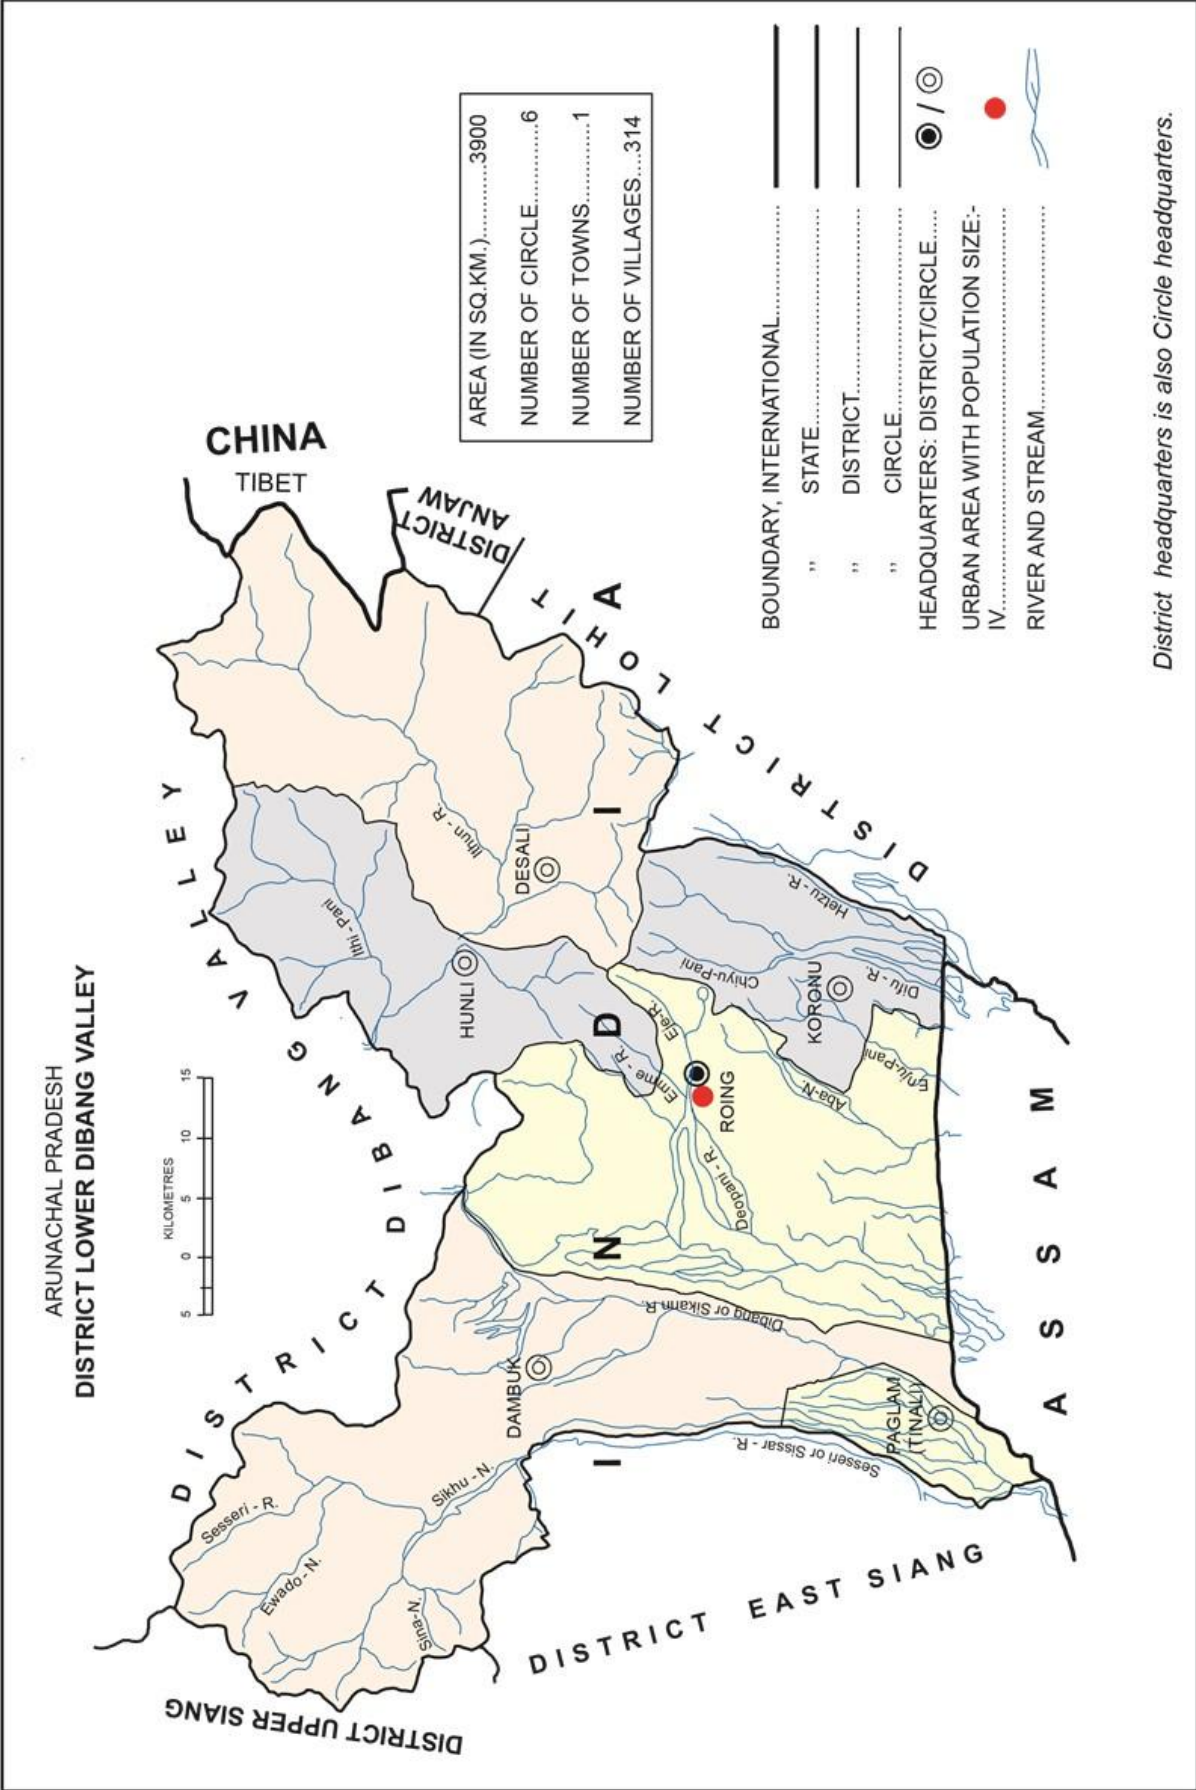 ARUNACHAL PRADESH
DISTRICT LOWER DIBANG VALLEY
KILOMETRES
5 0 5 10 15
DISTRICT DIBANG VALLEY
CHINA
TIBET
DISTRICT
ANJAW
DISTRICT LOHIT
DISTRICT UPPER SIANG
DISTRICT EAST SIANG
ASSAM
INDIA
Sesseri - R.
Ewado - N.
Sina-N.
Sikhu - N.
DAMBUK
Dibang or Sikann R.
Sesseri or Sissar - R.
PAGLAM
(TINALI)
HUNLI
Ithi - Pani
Ithun - R.
DESALI
Emme - R.
Eje-R.
ROING
Deopani - R.
Aba-N.
Enju-Pani
Chiyu-Pani
KORONU
Difu - R.
Hetzu - R.
AREA (IN SQ.KM.)..........3900
NUMBER OF CIRCLE............6
NUMBER OF TOWNS...........1
NUMBER OF VILLAGES....314
BOUNDARY, INTERNATIONAL....................
,, STATE....................................
,, DISTRICT................................
,, CIRCLE..................................
HEADQUARTERS: DISTRICT/CIRCLE...... /
URBAN AREA WITH POPULATION SIZE:-
IV.......................................................................
RIVER AND STREAM....................................
District headquarters is also Circle headquarters.